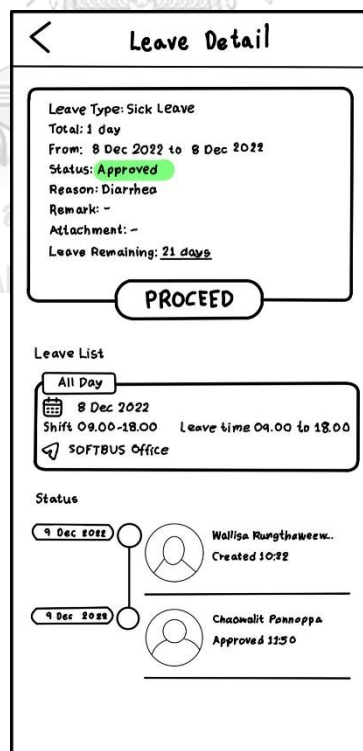 Leave Detail
Leave Type: Sick Leave
Total: 1 day
From: 8 Dec 2022 to 8 Dec 2022
Status: Approved
Reason: Diarrhea
Remark: -
Attachment: -
Leave Remaining: 21 days
PROCEED
Leave List
All Day
8 Dec 2022
Shift 09.00-18.00 Leave time 09.00 to 18.00
SOFTBUS Office
Status
9 Dec 2022
Wallisa Rungthaweew..
Created 10:22
9 Dec 2022
Chaowalit Pannoppa
Approved 11:50